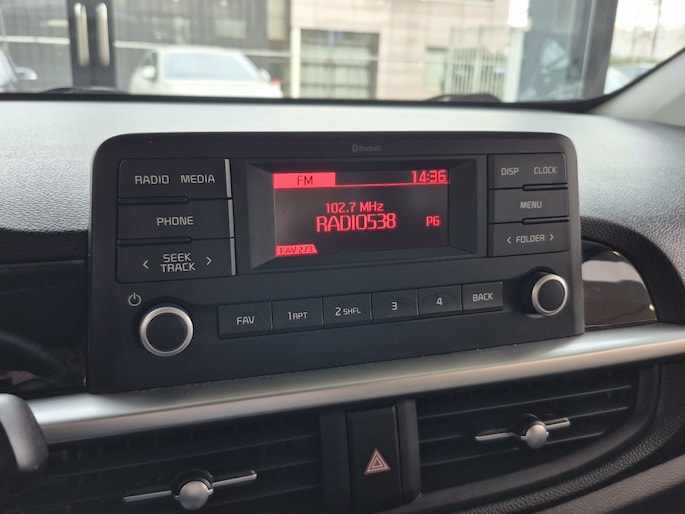 Bluetooth
RADIO MEDIA
PHONE
SEEK
TRACK
FM 14:36
102.7 MHz
RADIO538 P6
FAV 2/3
DISP CLOCK
MENU
FOLDER
FAV 1 RPT 2 SHFL 3 4 BACK